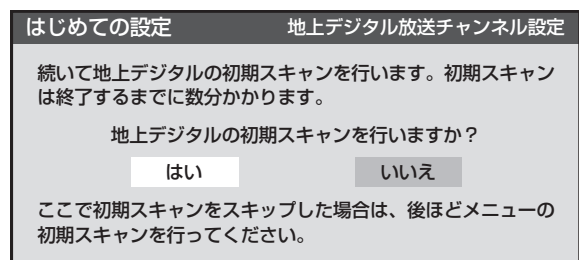 はじめての設定 地上デジタル放送チャンネル設定
続いて地上デジタルの初期スキャンを行います。初期スキャン
は終了するまでに数分かかります。
地上デジタルの初期スキャンを行いますか？
はい いいえ
ここで初期スキャンをスキップした場合は、後ほどメニューの
初期スキャンを行ってください。